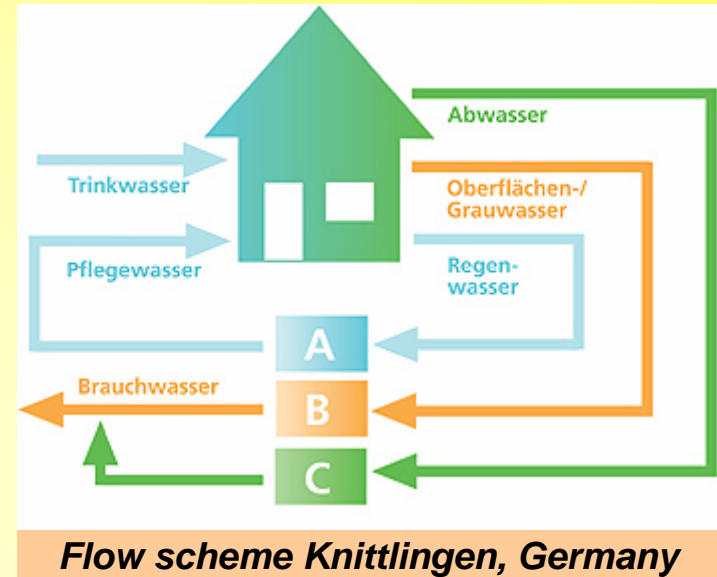 Abwasser
Trinkwasser
Oberflächen-/
Grauwasser
Pflegewasser
Regen-
wasser
A
Brauchwasser
B
C
Flow scheme Knittlingen, Germany